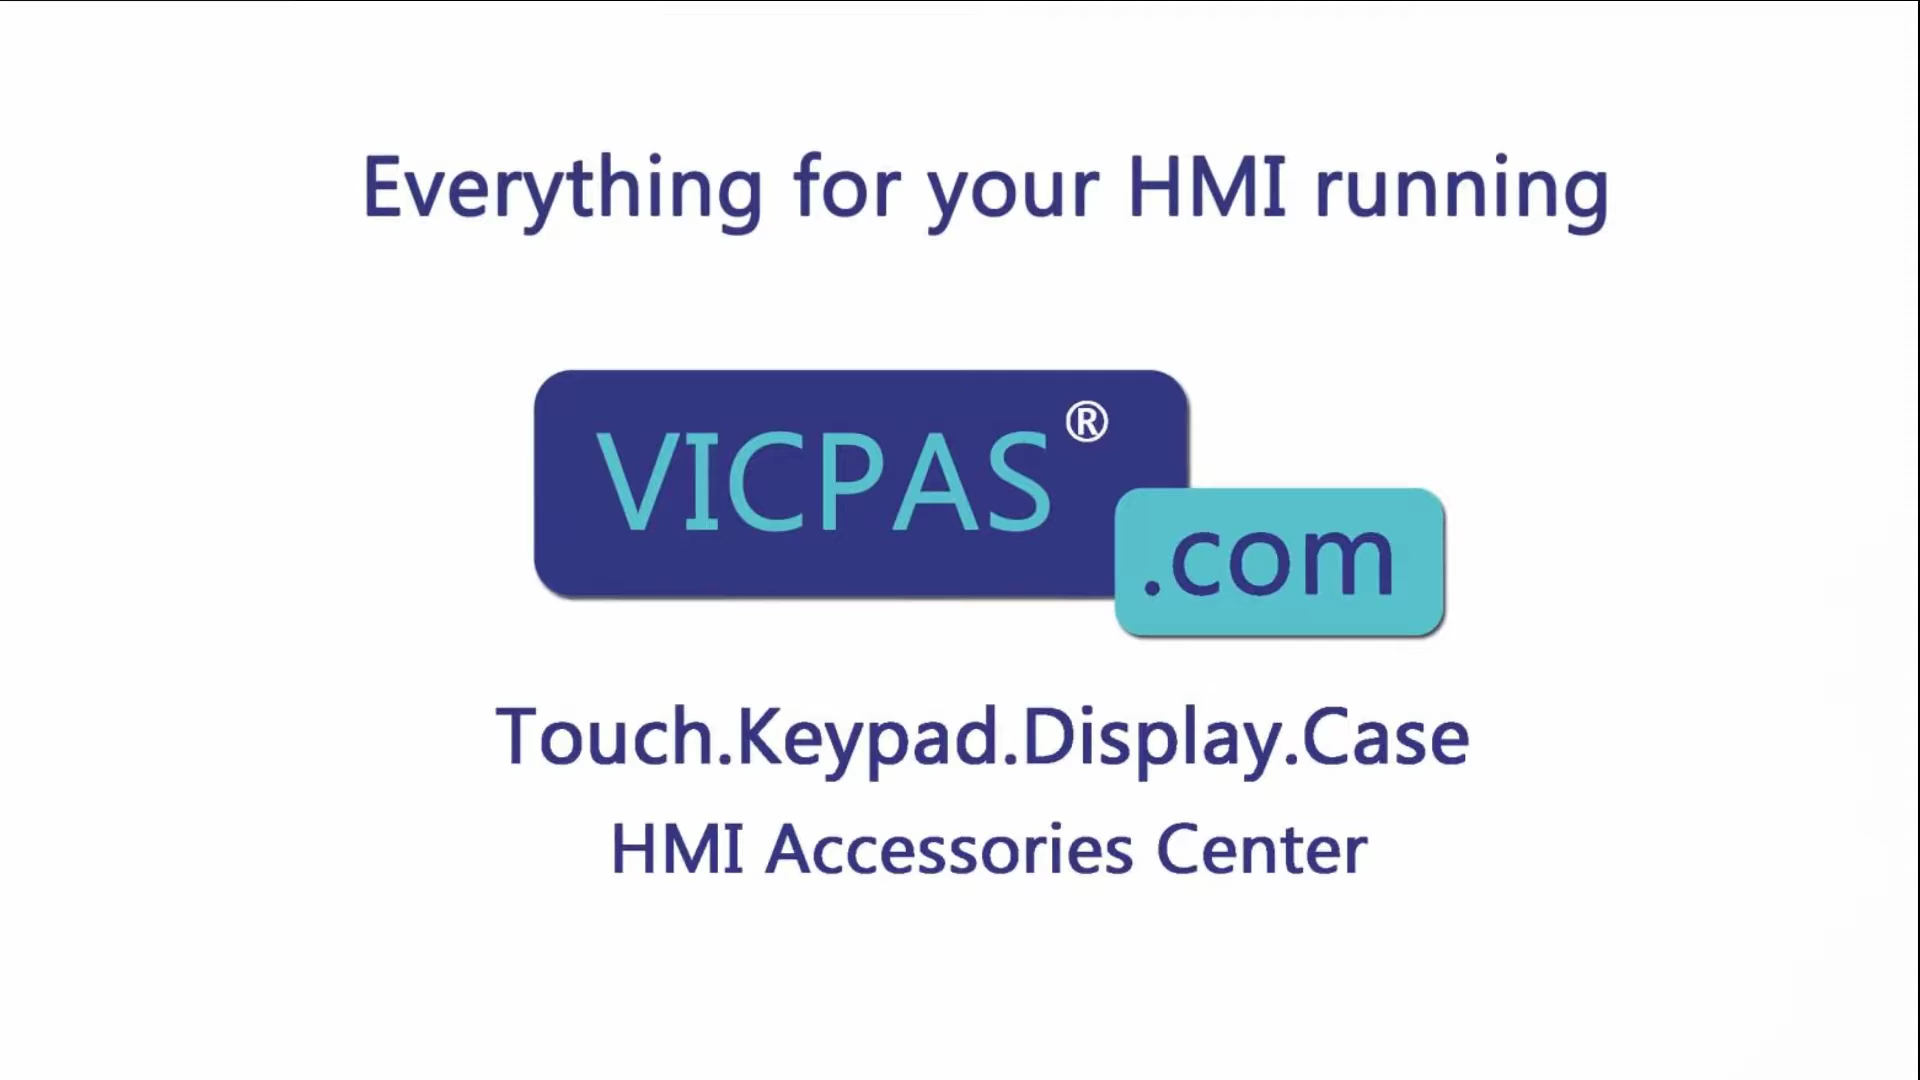 Everything for your HMI running
VICPAS®
.com
Touch.Keypad.Display.Case
HMI Accessories Center